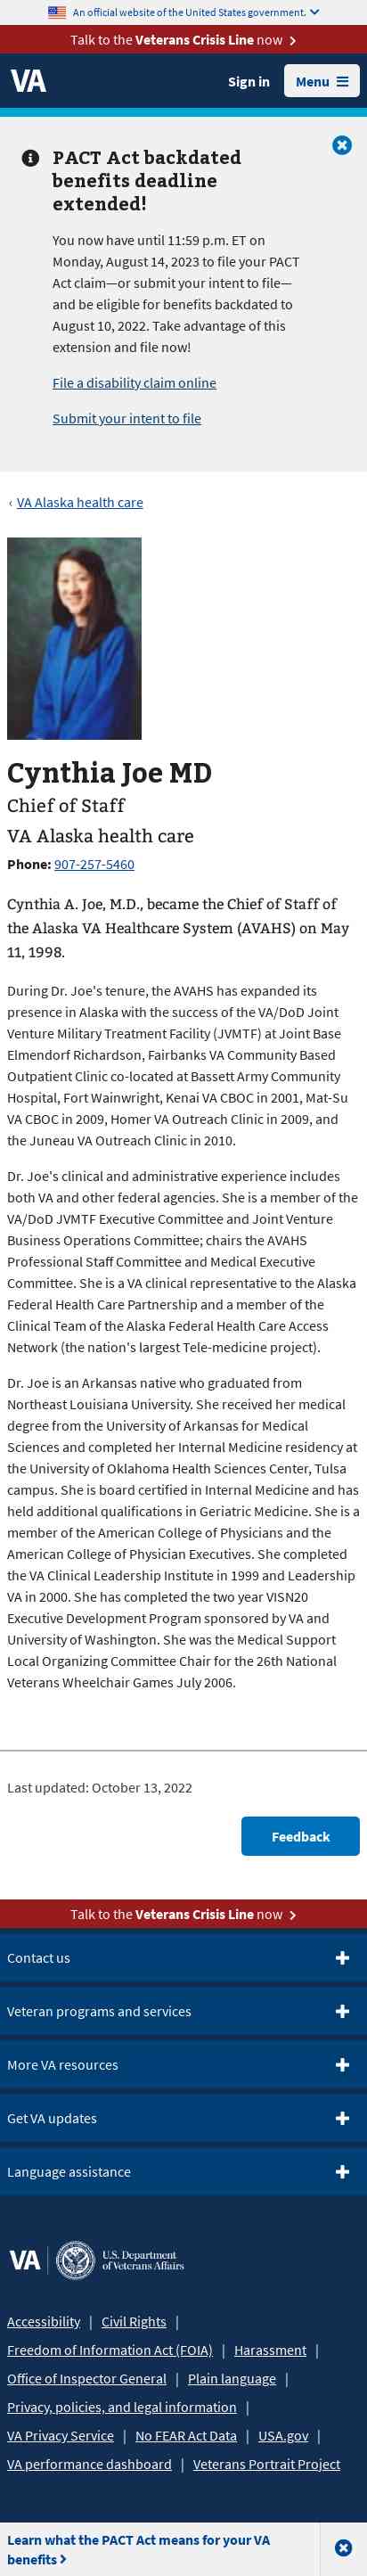 An official website of the United States government.
Talk to the Veterans Crisis Line now
VA
Sign in
Menu
PACT Act backdated
benefits deadline
extended!
You now have until 11:59 p.m. ET on
Monday, August 14, 2023 to file your PACT
Act claim—or submit your intent to file—
and be eligible for benefits backdated to
August 10, 2022. Take advantage of this
expansion and file now!
File a disability claim online
Submit your intent to file
‹ VA Alaska health care
Cynthia Joe MD
Chief of Staff
VA Alaska health care
Phone: 907-257-5460
Cynthia A. Joe, M.D., became the Chief of Staff of
the Alaska VA Healthcare System (AVAHS) on May
11, 1998.
During Dr. Joe's tenure, the AVAHS has expanded its
presence in Alaska with the success of the VA/DoD Joint
Venture Military Treatment Facility (JVMTF) at Joint Base
Elmendorf Richardson, Fairbanks VA Community Based
Outpatient Clinic co-located at Bassett Army Community
Hospital, Fort Wainwright, Kenai VA CBOC in 2001, Mat-Su
VA CBOC in 2009, Homer VA Outreach Clinic in 2009, and
the Juneau VA Outreach Clinic in 2010.
Dr. Joe's clinical and administrative experience includes
both VA and other federal agencies. She is a member of the
VA/DoD JVMTF Executive Committee and Joint Venture
Business Operations Committee; chairs the AVAHS
Professional Staff Committee and Medical Executive
Committee. She is a VA clinical representative to the Alaska
Federal Health Care Partnership and a member of the
Clinical Team of the Alaska Federal Health Care Access
Network (the nation's largest Tele-medicine project).
Dr. Joe is an Arkansas native who graduated from
Northeast Louisiana University. She received her medical
degree from the University of Arkansas for Medical
Sciences and completed her Internal Medicine residency at
the University of Oklahoma Health Sciences Center, Tulsa
campus. She is board certified in Internal Medicine and has
held additional qualifications in Geriatric Medicine. She is a
member of the American College of Physicians and the
American College of Physician Executives. She completed
the VA Clinical Leadership Institute in 1999 and Leadership
VA in 2000. She has completed the two year VISN20
Executive Development Program sponsored by VA and
University of Washington. She was the Medical Support
Local Organizing Committee Chair for the 26th National
Veterans Wheelchair Games July 2006.
Last updated: October 13, 2022
Feedback
Talk to the Veterans Crisis Line now
Contact us
Veteran programs and services
More VA resources
Get VA updates
Language assistance
VA
U.S. Department
of Veterans Affairs
Accessibility | Civil Rights |
Freedom of Information Act (FOIA) | Harassment |
Office of Inspector General | Plain language |
Privacy, policies, and legal information |
VA Privacy Service | No FEAR Act Data | USA.gov |
VA performance dashboard | Veterans Portrait Project
Learn what the PACT Act means for your VA
benefits